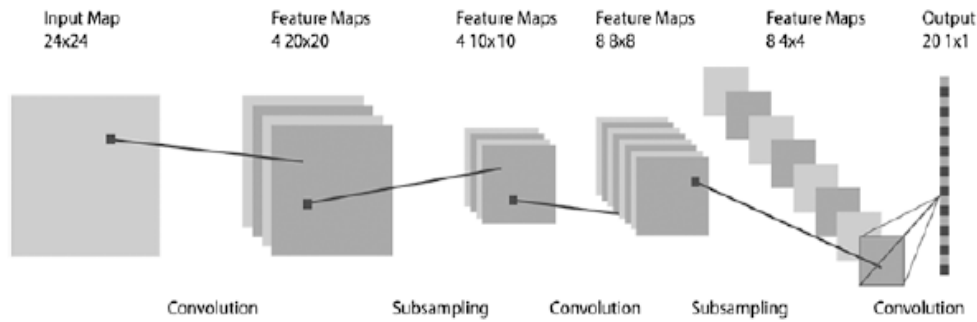 Input Map
24x24
Feature Maps
4 20x20
Feature Maps
4 10x10
Feature Maps
8 8x8
Feature Maps
8 4x4
Output
20 1x1
Convolution
Subsampling
Convolution
Subsampling
Convolution